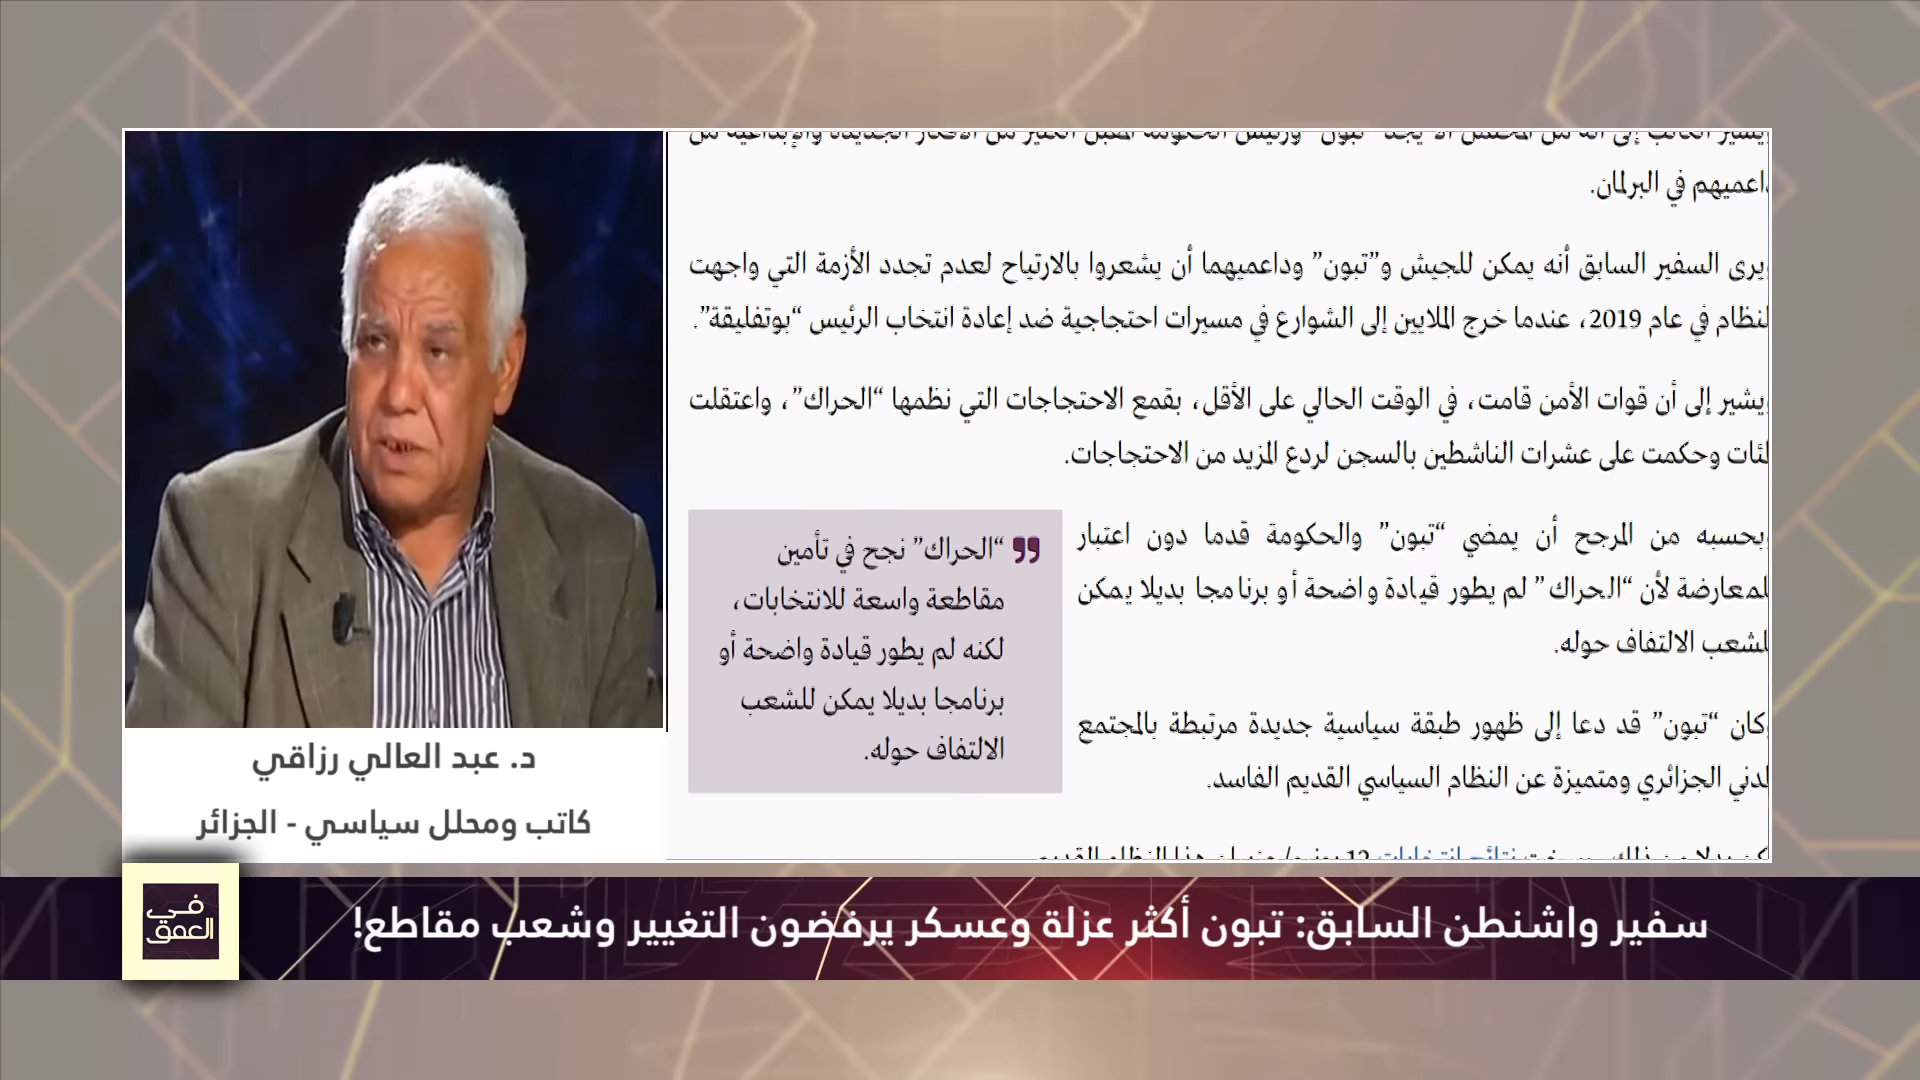 داعميهم في البرلمان.
ويرى السفير السابق أنه يمكن للجيش و”تبون” وداعميهما أن يشعروا بالارتياح لعدم تجدد الأزمة التي واجهت
النظام في عام 2019، عندما خرج الملايين إلى الشوارع في مسيرات احتجاجية ضد إعادة انتخاب الرئيس “بوتفليقة”.
ويشير إلى أن قوات الأمن قامت، في الوقت الحالي على الأقل، بقمع الاحتجاجات التي نظمها “الحراك”، واعتقلت
المئات وحكمت على عشرات الناشطين بالسجن لردع المزيد من الاحتجاجات.
وبحسبه من المرجح أن يمضي “تبون” والحكومة قدما دون اعتبار
للمعارضة لأن “الحراك” لم يطور قيادة واضحة أو برنامجا بديلا يمكن
للشعب الالتفاف حوله.
وكان “تبون” قد دعا إلى ظهور طبقة سياسية جديدة مرتبطة بالمجتمع
المدني الجزائري ومتميزة عن النظام السياسي القديم الفاسد.
“الحراك” نجح في تأمين
مقاطعة واسعة للانتخابات،
لكنه لم يطور قيادة واضحة أو
برنامجا بديلا يمكن للشعب
الالتفاف حوله.
د. عبد العالي رزاقي
كاتب ومحلل سياسي - الجزائر
في
العمق
سفير واشنطن السابق: تبون أكثر عزلة وعسكر يرفضون التغيير وشعب مقاطع!